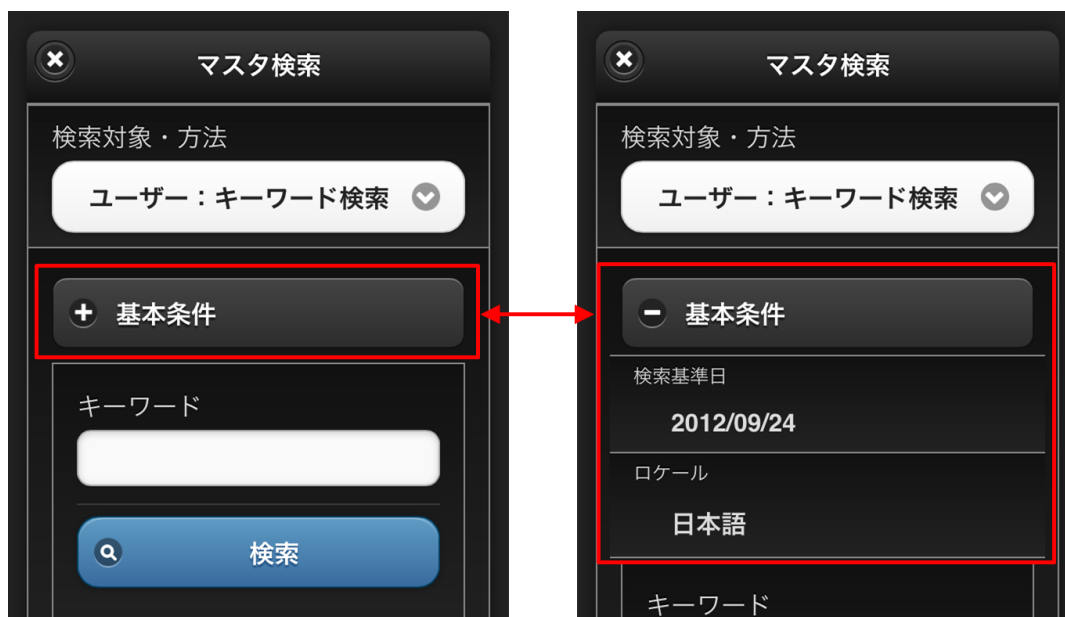 マスタ検索
検索対象・方法
ユーザー：キーワード検索
基本条件
キーワード
検索
マスタ検索
検索対象・方法
ユーザー：キーワード検索
基本条件
検索基準日
2012/09/24
ロケール
日本語
キーワード